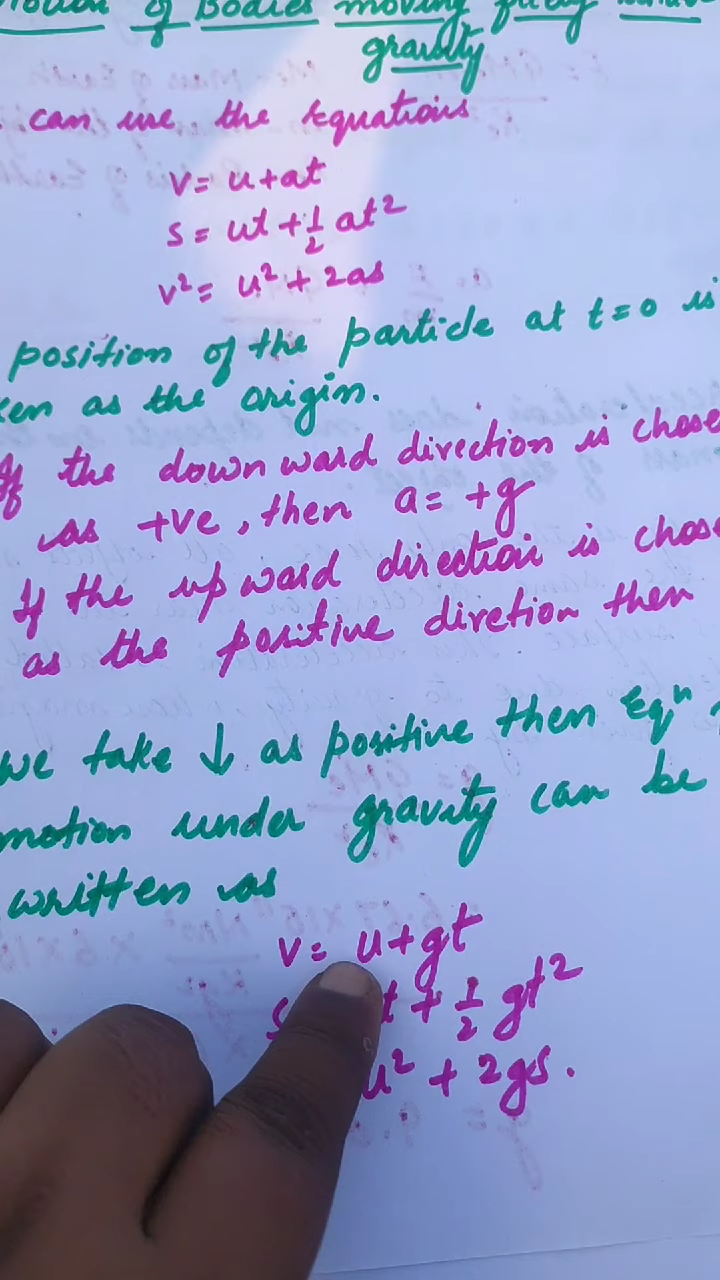 of Bodies moving freely
gravity
can use the Equations
v = u + at
s = ut + 1/2 at²
v² = u² + 2as
position of the particle at t = 0 is
as the origin.
If the downward direction is
as +ve, then a = +g
If the upward direction is
as the positive diretion then
we take ↓ as positive then Eqⁿ
motion under gravity can be
written as
v = u + gt
s t + 1/2 gt²
u² + 2gs.